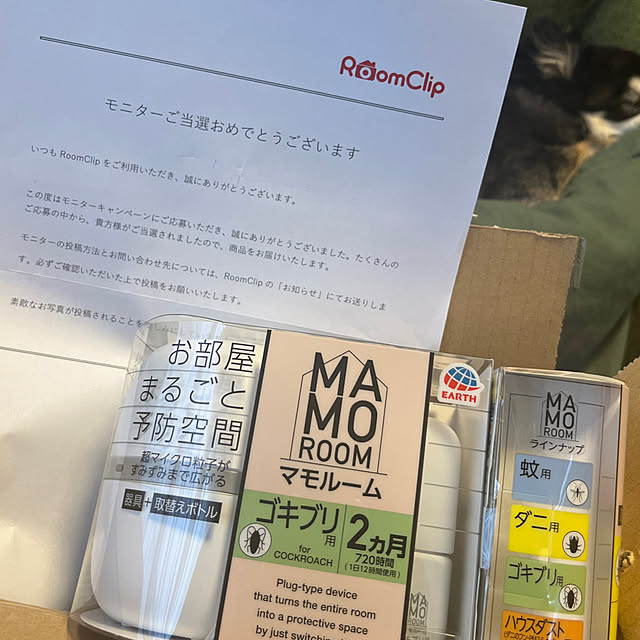 RoomClip
モニターご当選おめでとうございます
いつも RoomClip をご利用いただき、誠にありがとうございます。
この度はモニターキャンペーンにご応募いただき、誠にありがとうございました。たくさんの
ご応募の中から、貴方様がご当選されましたので、商品をお届けいたします。
モニターの投稿方法とお問い合わせ先については、RoomClip の「お知らせ」にてお送りしま
す。必ずご確認いただいた上で投稿をお願いいたします。
素敵なお写真が投稿されることを
お部屋
まるごと
予防空間
超マイクロ粒子が
すみずみまで広がる
器具+取替えボトル
MA
MO
ROOM
マモルーム
ゴキブリ用
for
COCKROACH
2ヵ月
720時間
(1日12時間使用)
Plug-type device
that turns the entire room
into a protective space
by just switching
EARTH
MA
MO
ROOM
MA
MO
ROOM
ラインナップ
蚊用
ダニ用
ゴキブリ用
ハウスダスト